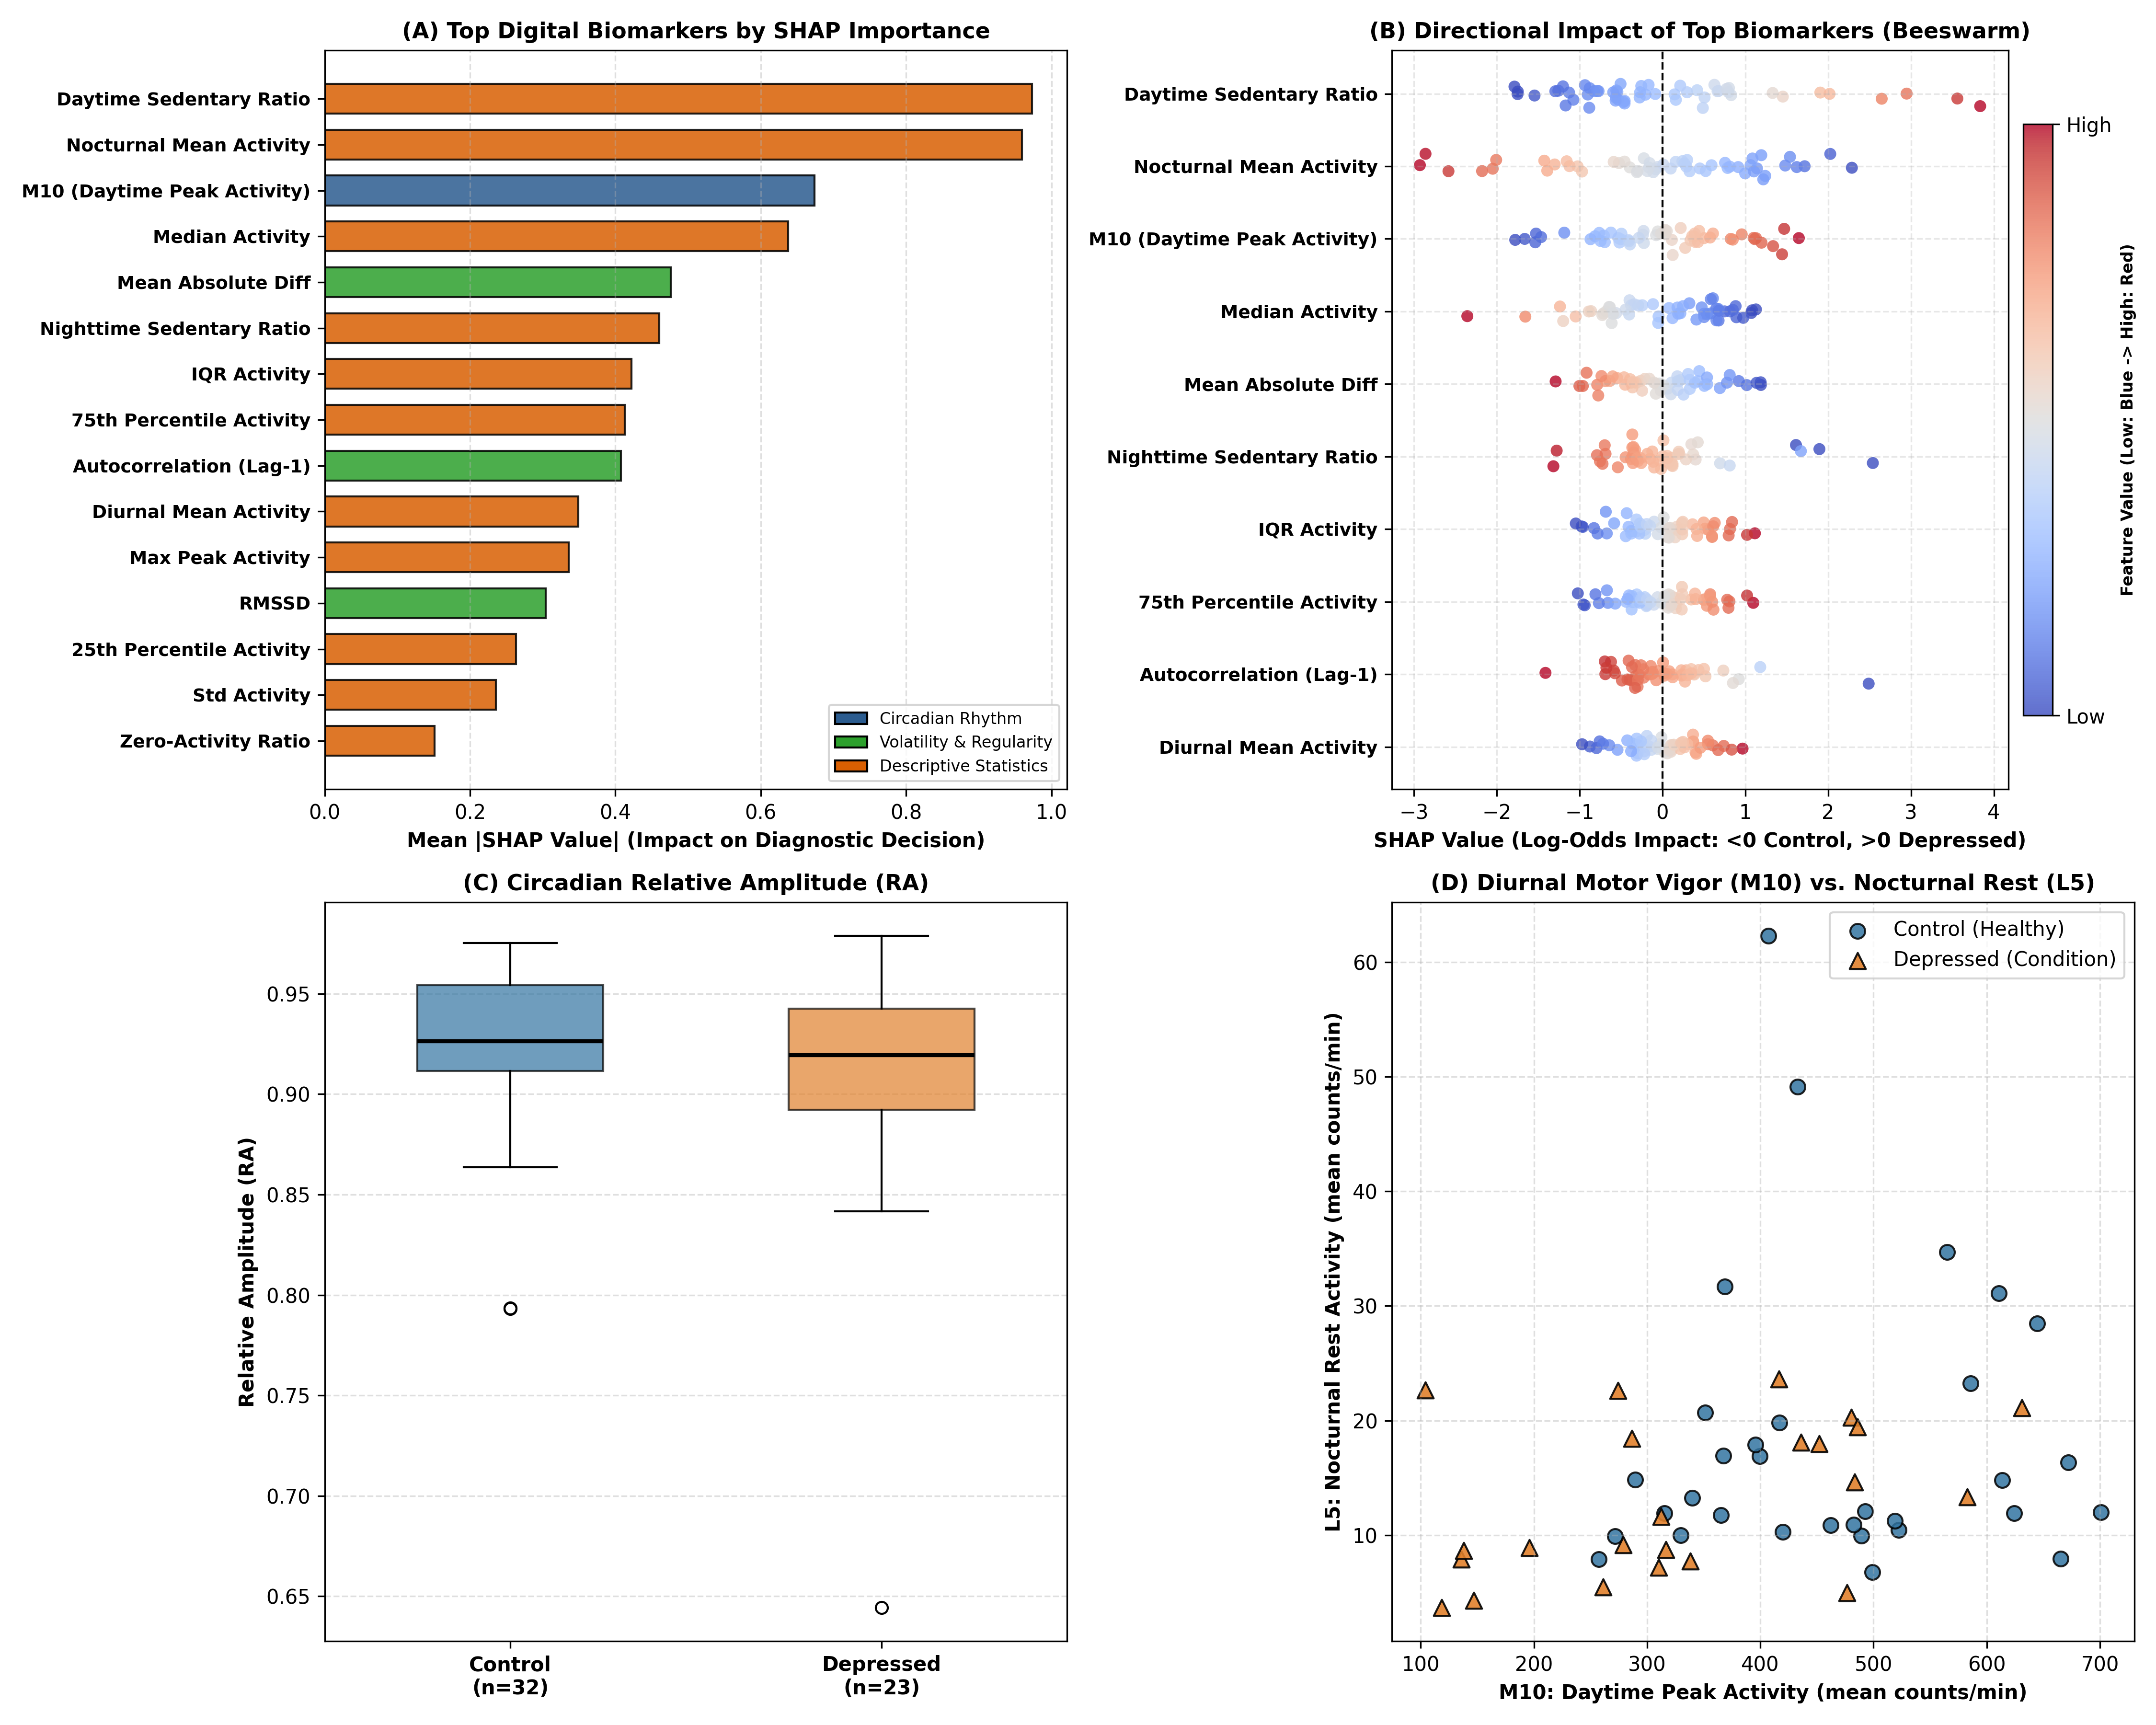 (A) Top Digital Biomarkers by SHAP Importance
Daytime Sedentary Ratio
Nocturnal Mean Activity
M10 (Daytime Peak Activity)
Median Activity
Mean Absolute Diff
Nighttime Sedentary Ratio
IQR Activity
75th Percentile Activity
Autocorrelation (Lag-1)
Diurnal Mean Activity
Max Peak Activity
RMSSD
25th Percentile Activity
Std Activity
Zero-Activity Ratio
Circadian Rhythm
Volatility & Regularity
Descriptive Statistics
0.0 0.2 0.4 0.6 0.8 1.0
Mean |SHAP Value| (Impact on Diagnostic Decision)
(B) Directional Impact of Top Biomarkers (Beeswarm)
Daytime Sedentary Ratio
Nocturnal Mean Activity
M10 (Daytime Peak Activity)
Median Activity
Mean Absolute Diff
Nighttime Sedentary Ratio
IQR Activity
75th Percentile Activity
Autocorrelation (Lag-1)
Diurnal Mean Activity
−3 −2 −1 0 1 2 3 4
SHAP Value (Log-Odds Impact: <0 Control, >0 Depressed)
High
Low
Feature Value (Low: Blue -> High: Red)
(C) Circadian Relative Amplitude (RA)
Relative Amplitude (RA)
0.95
0.90
0.85
0.80
0.75
0.70
0.65
Control
(n=32)
Depressed
(n=23)
(D) Diurnal Motor Vigor (M10) vs. Nocturnal Rest (L5)
Control (Healthy)
Depressed (Condition)
L5: Nocturnal Rest Activity (mean counts/min)
60
50
40
30
20
10
100 200 300 400 500 600 700
M10: Daytime Peak Activity (mean counts/min)